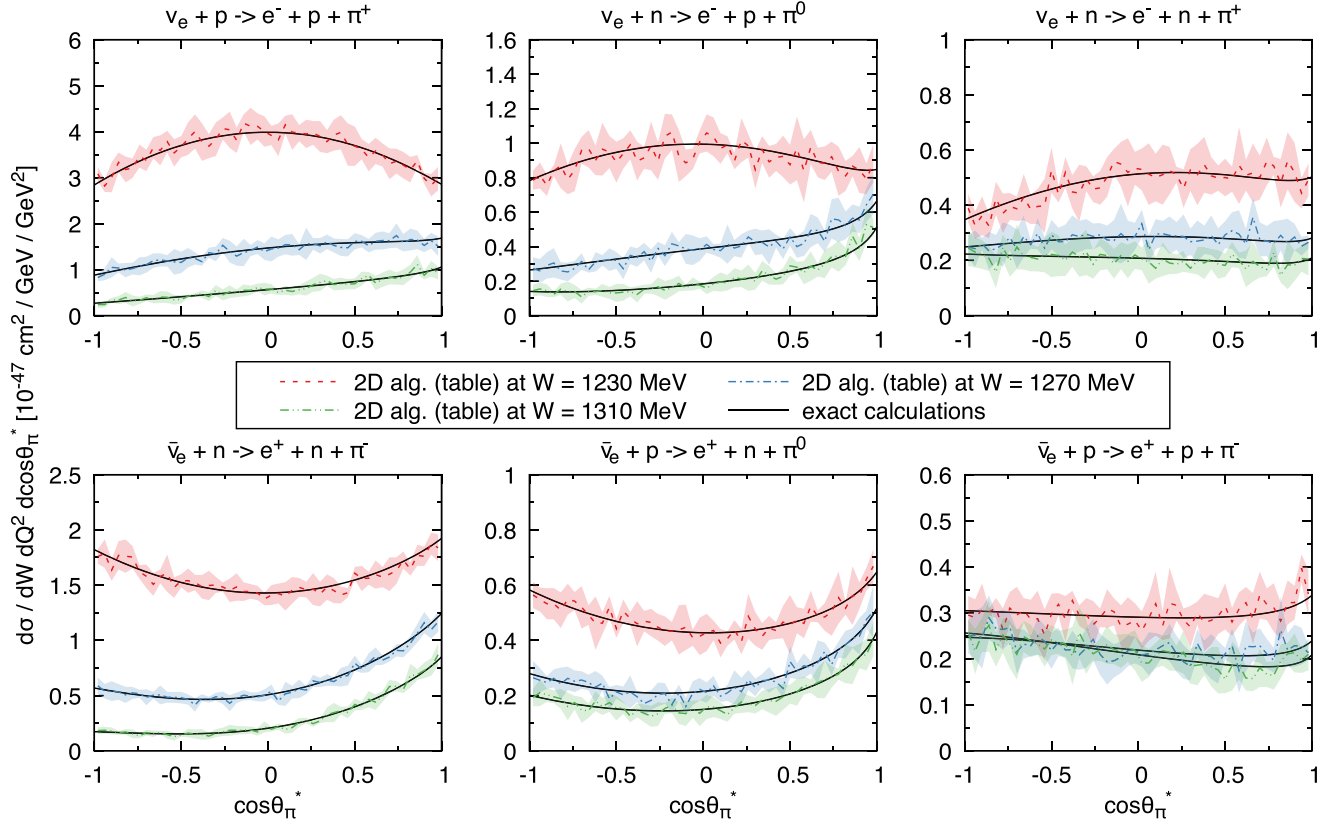 ν_e + p -> e⁻ + p + π⁺
ν_e + n -> e⁻ + p + π⁰
ν_e + n -> e⁻ + n + π⁺
6
5
4
3
2
1
0
-1 -0.5 0 0.5 1
1.6
1.4
1.2
1
0.8
0.6
0.4
0.2
0
-1 -0.5 0 0.5 1
1
0.8
0.6
0.4
0.2
0
-1 -0.5 0 0.5 1
dσ / dW dQ² dcosθ_π* [10⁻⁴⁷ cm² / GeV / GeV²]
2D alg. (table) at W = 1230 MeV
2D alg. (table) at W = 1270 MeV
2D alg. (table) at W = 1310 MeV
exact calculations
ν̄_e + n -> e⁺ + n + π⁻
ν̄_e + p -> e⁺ + n + π⁰
ν̄_e + p -> e⁺ + p + π⁻
2.5
2
1.5
1
0.5
0
-1 -0.5 0 0.5 1
cosθ_π*
1
0.8
0.6
0.4
0.2
0
-1 -0.5 0 0.5 1
cosθ_π*
0.6
0.5
0.4
0.3
0.2
0.1
0
-1 -0.5 0 0.5 1
cosθ_π*